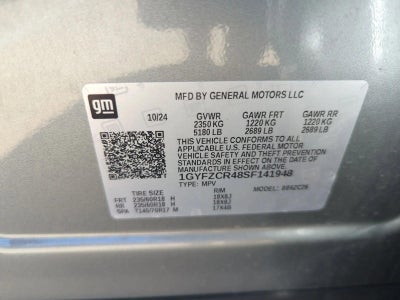 gm
MFD BY GENERAL MOTORS LLC
10/24 GVWR GAWR FRT GAWR RR
2350 KG 1220 KG 1220 KG
5180 LB 2689 LB 2689 LB
THIS VEHICLE CONFORMS TO ALL
APPLICABLE U.S. FEDERAL MOTOR
VEHICLE SAFETY AND THEFT PREVENTION
STANDARDS IN EFFECT ON THE DATE OF
MANUFACTURE SHOWN ABOVE.
1GYFZCR48SF141948
TYPE: MPV MODEL:
TIRE SIZE RIM
FRT 235/60R18 H 18X8J
RR 235/60R18 H 18X8J
SPA T145/70R17 M 17X4B